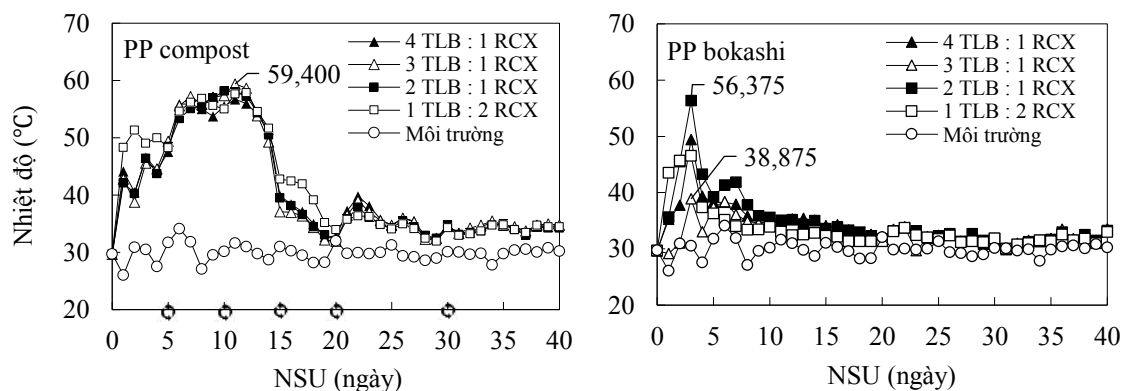 PP compost
59,400
4 TLB : 1 RCX
3 TLB : 1 RCX
2 TLB : 1 RCX
1 TLB : 2 RCX
Môi trường
Nhiệt độ (°C)
70
60
50
40
30
20
0 5 10 15 20 25 30 35 40
NSU (ngày)
PP bokashi
56,375
38,875
4 TLB : 1 RCX
3 TLB : 1 RCX
2 TLB : 1 RCX
1 TLB : 2 RCX
Môi trường
70
60
50
40
30
20
0 10 20 30 40
NSU (ngày)